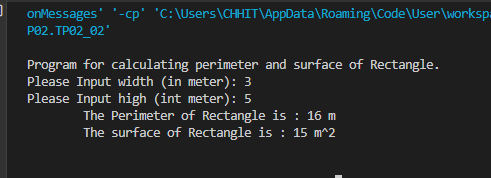 onMessages' '-cp' 'C:\Users\CHHIT\AppData\Roaming\Code\User\workspa
P02.TP02_02'
Program for calculating perimeter and surface of Rectangle.
Please Input width (in meter): 3
Please Input high (int meter): 5
The Perimeter of Rectangle is : 16 m
The surface of Rectangle is : 15 m^2